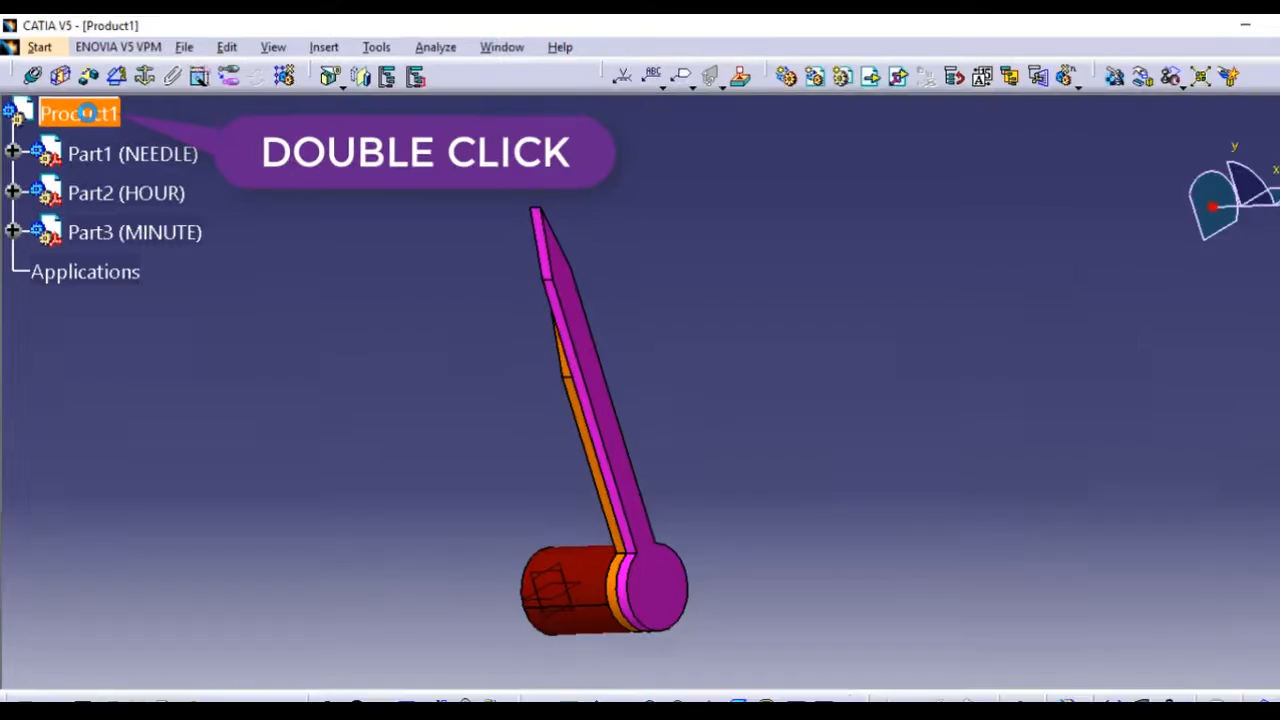 CATIA V5 - [Product1]
Start ENOVIA V5 VPM File Edit View Insert Tools Analyze Window Help
Product1
DOUBLE CLICK
Part1 (NEEDLE)
Part2 (HOUR)
Part3 (MINUTE)
Applications
y
x
ABC